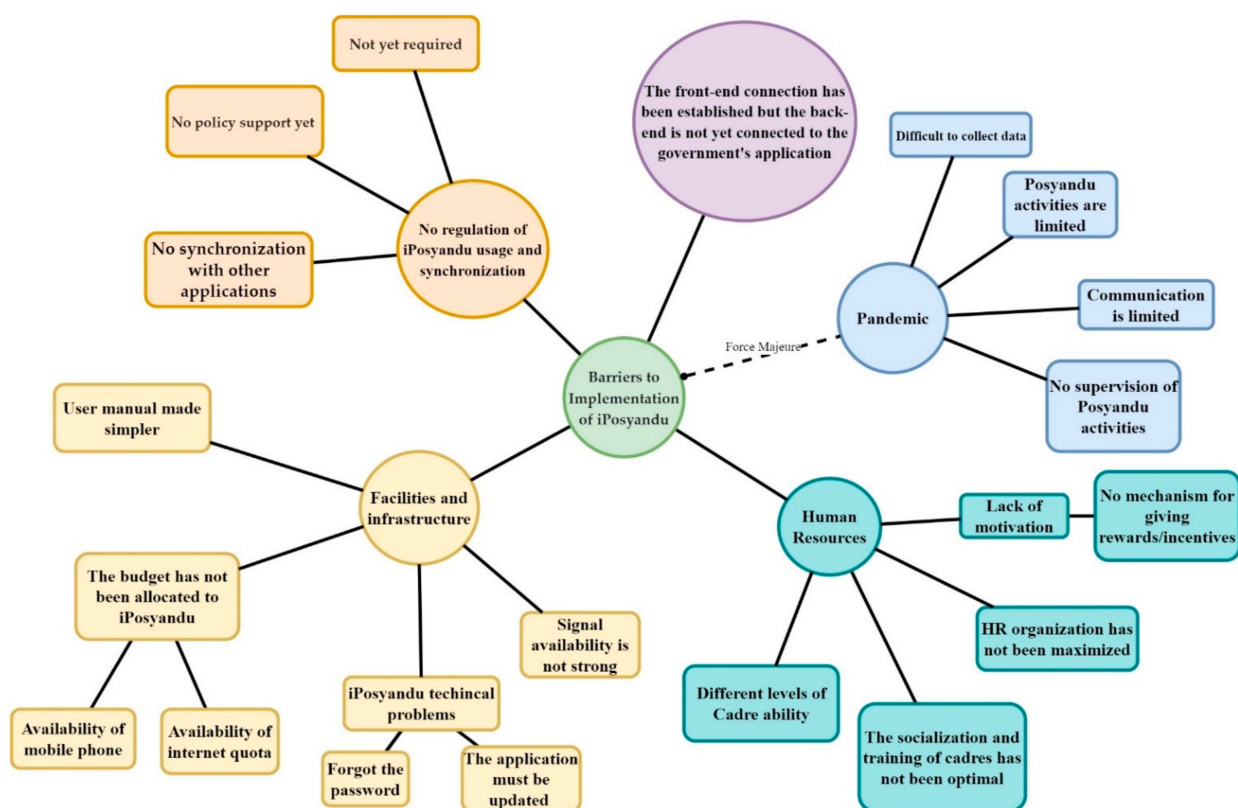 Not yet required
No policy support yet
No synchronization
with other
applications
No regulation of
iPosyandu usage and
synchronization
The front-end connection has
been established but the back-
end is not yet connected to the
government's application
Difficult to collect data
Posyandu
activities are
limited
Communication
is limited
No supervision of
Posyandu
activities
Pandemic
Force Majeure
Barriers to
Implementation
of iPosyandu
User manual made
simpler
Facilities and
infrastructure
The budget has not
been allocated to
iPosyandu
Availability of
mobile phone
Availability of
internet quota
iPosyandu techincal
problems
Forgot the
password
The application
must be
updated
Signal
availability is
not strong
Human
Resources
Lack of
motivation
No mechanism for
giving
rewards/incentives
HR organization has
not been maximized
Different levels of
Cadre ability
The socialization and
training of cadres has
not been optimal